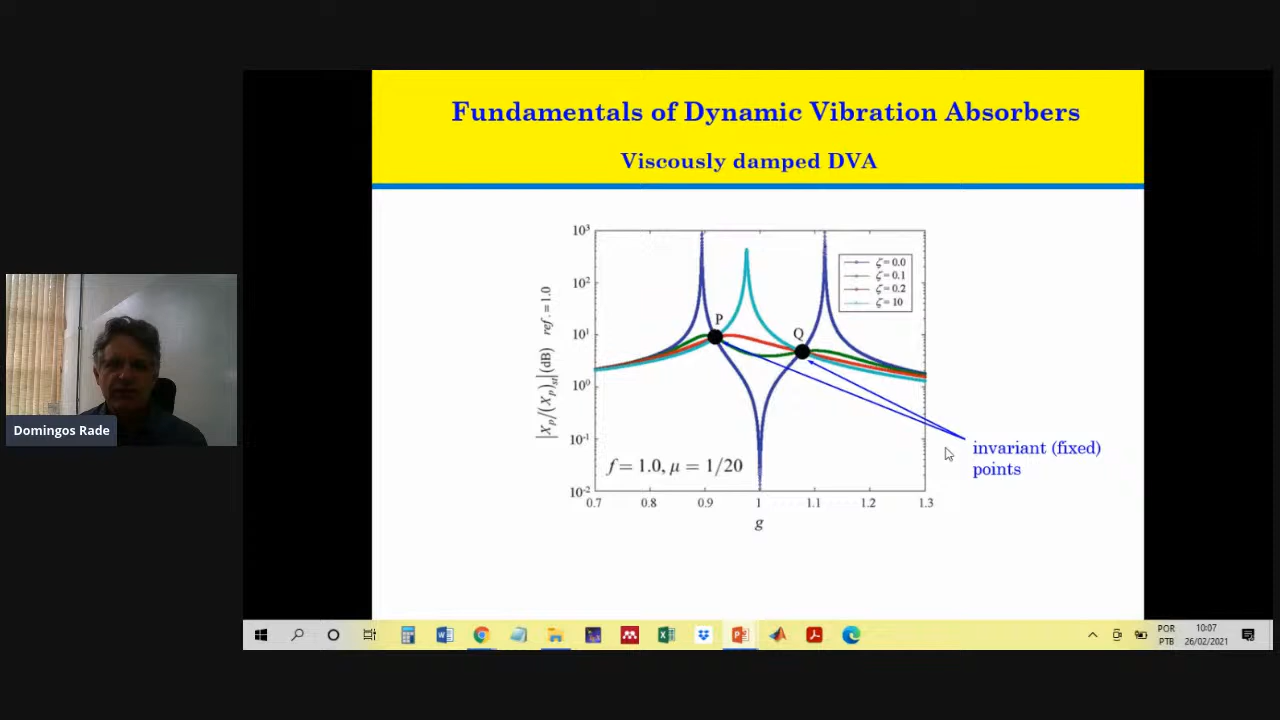 Fundamentals of Dynamic Vibration Absorbers
Viscously damped DVA
|X_p/(X_p)_st|(dB) ref.=1.0
10³
10²
10¹
10⁰
10⁻¹
10⁻²
ζ=0.0
ζ=0.1
ζ=0.2
ζ=10
P
Q
f=1.0, μ=1/20
invariant (fixed)
points
0.7 0.8 0.9 1 1.1 1.2 1.3
g
Domingos Rade
POR
PTB
10:07
26/02/2021